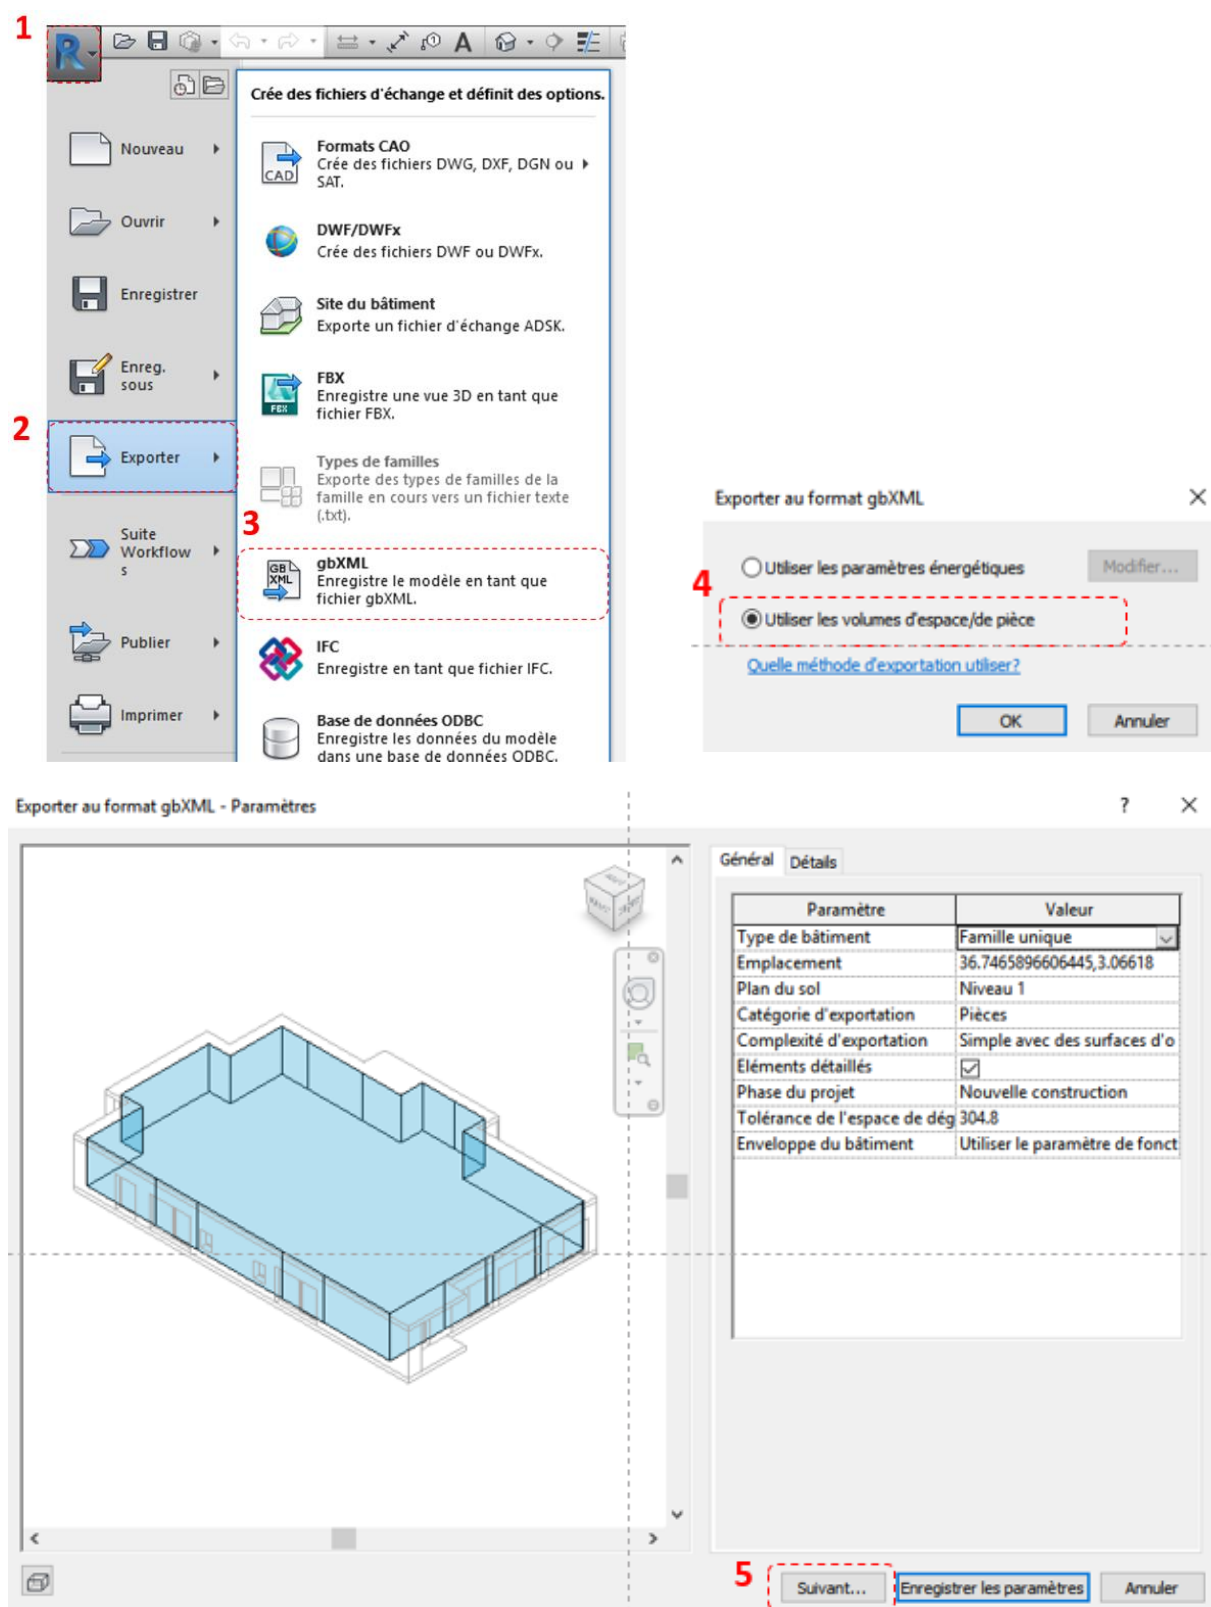 1
R
A
Crée des fichiers d'échange et définit des options.
Nouveau
Formats CAO
Crée des fichiers DWG, DXF, DGN ou
SAT.
CAD
Ouvrir
DWF/DWFx
Crée des fichiers DWF ou DWFx.
Enregistrer
Site du bâtiment
Exporte un fichier d'échange ADSK.
Enreg.
sous
FBX
Enregistre une vue 3D en tant que
fichier FBX.
FBX
2
Exporter
Types de familles
Exporte des types de familles de la
famille en cours vers un fichier texte
(.txt).
3
Suite
Workflow
s
gbXML
Enregistre le modèle en tant que
fichier gbXML.
GB
XML
Publier
IFC
Enregistre en tant que fichier IFC.
Imprimer
Base de données ODBC
Enregistre les données du modèle
dans une base de données ODBC.
Exporter au format gbXML
4
Utiliser les paramètres énergétiques
Modifier...
Utiliser les volumes d'espace/de pièce
Quelle méthode d'exportation utiliser?
OK
Annuler
Exporter au format gbXML - Paramètres
?
Général
Détails
Paramètre Valeur
Type de bâtiment Famille unique
Emplacement 36.7465896606445,3.06618
Plan du sol Niveau 1
Catégorie d'exportation Pièces
Complexité d'exportation Simple avec des surfaces d'o
Eléments détaillés
Phase du projet Nouvelle construction
Tolérance de l'espace de dég 304.8
Enveloppe du bâtiment Utiliser le paramètre de fonct
5
Suivant...
Enregistrer les paramètres
Annuler